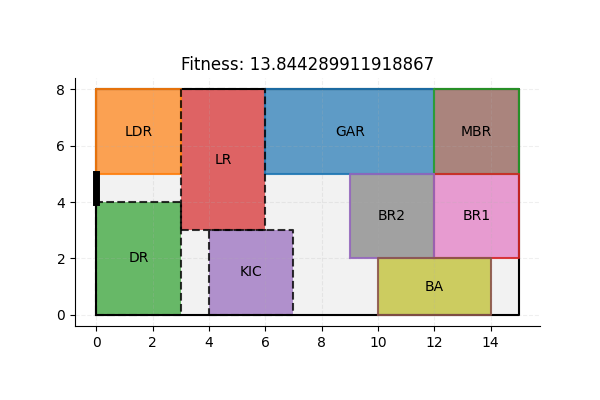 Fitness: 13.844289911918867
8
6
4
2
0
LDR
LR
GAR
MBR
BR2
BR1
DR
KIC
BA
0 2 4 6 8 10 12 14